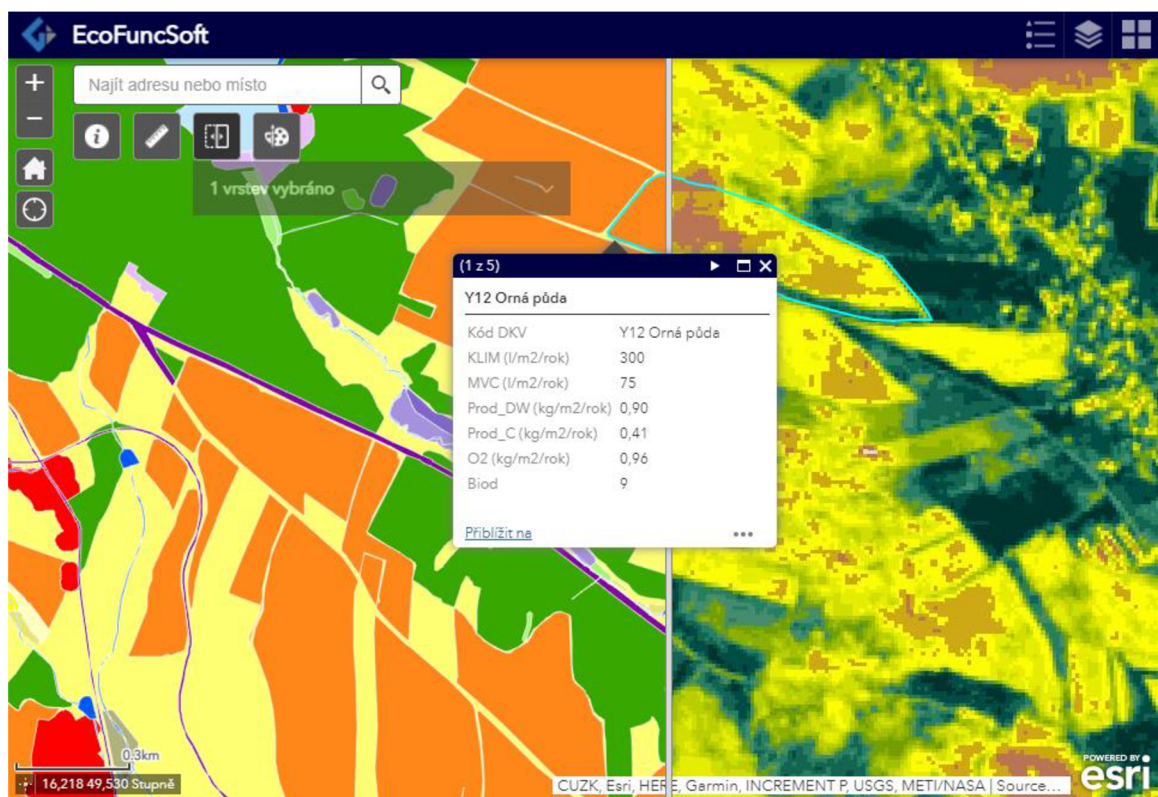 EcoFuncSoft
+
Najít adresu nebo místo
−
1 vrstev vybráno
(1 z 5)
Y12 Orná půda
Kód DKV Y12 Orná půda
KLIM (l/m2/rok) 300
MVC (l/m2/rok) 75
Prod_DW (kg/m2/rok) 0,90
Prod_C (kg/m2/rok) 0,41
O2 (kg/m2/rok) 0,96
Biod 9
Přiblížit na
0.3km
16,218 49,530 Stupně
CUZK, Esri, HERE, Garmin, INCREMENT P, USGS, METI/NASA | Source...
POWERED BY
esri